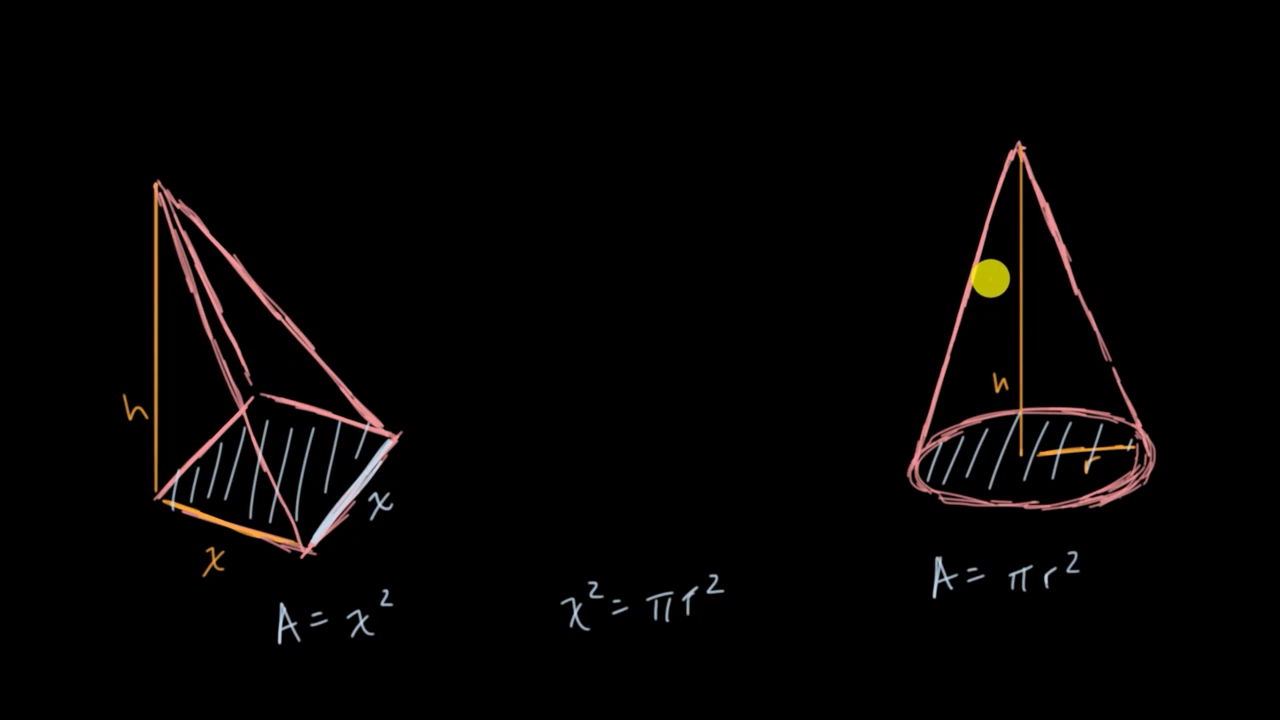 h
x
x
A = x²
x² = πr²
h
r
A = πr²